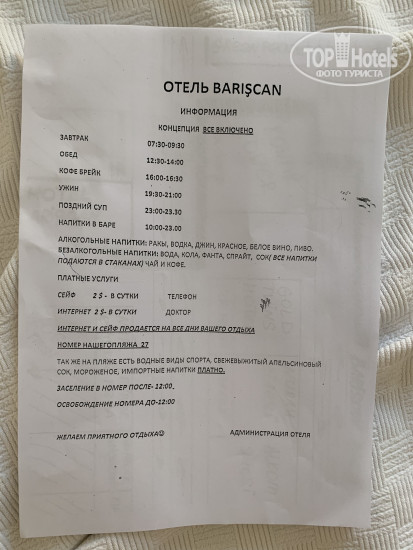 TOP Hotels
ФОТО ТУРИСТА
ОТЕЛЬ BARIŞCAN
ИНФОРМАЦИЯ
КОНЦЕПЦИЯ ВСЕ ВКЛЮЧЕНО
ЗАВТРАК 07:30-09:30
ОБЕД 12:30-14:00
КОФЕ БРЕЙК 16:00-16:30
УЖИН 19:30-21:00
ПОЗДНИЙ СУП 23:00-23.30
НАПИТКИ В БАРЕ 10:00-23.00
АЛКОГОЛЬНЫЕ НАПИТКИ: РАКЫ, ВОДКА, ДЖИН, КРАСНОЕ, БЕЛОЕ ВИНО, ПИВО.
БЕЗАЛКОГОЛЬНЫЕ НАПИТКИ: ВОДА, КОЛА, ФАНТА, СПРАЙТ, СОК( ВСЕ НАПИТКИ
ПОДАЮТСЯ В СТАКАНАХ) ЧАЙ И КОФЕ.
ПЛАТНЫЕ УСЛУГИ
СЕЙФ 2 $ - В СУТКИ ТЕЛЕФОН
ИНТЕРНЕТ 2 $- В СУТКИ ДОКТОР
ИНТЕРНЕТ И СЕЙФ ПРОДАЕТСЯ НА ВСЕ ДНИ ВАШЕГО ОТДЫХА
НОМЕР НАШЕГОПЛЯЖА 27
ТАК ЖЕ НА ПЛЯЖЕ ЕСТЬ ВОДНЫЕ ВИДЫ СПОРТА, СВЕЖЕВЫЖИТЫЙ АПЕЛЬСИНОВЫЙ
СОК, МОРОЖЕНОЕ, ИМПОРТНЫЕ НАПИТКИ ПЛАТНО.
ЗАСЕЛЕНИЕ В НОМЕР ПОСЛЕ- 12:00.
ОСВОБОЖДЕНИЕ НОМЕРА ДО-12:00
ЖЕЛАЕМ ПРИЯТНОГО ОТДЫХА☺ АДМИНИСТРАЦИЯ ОТЕЛЯ